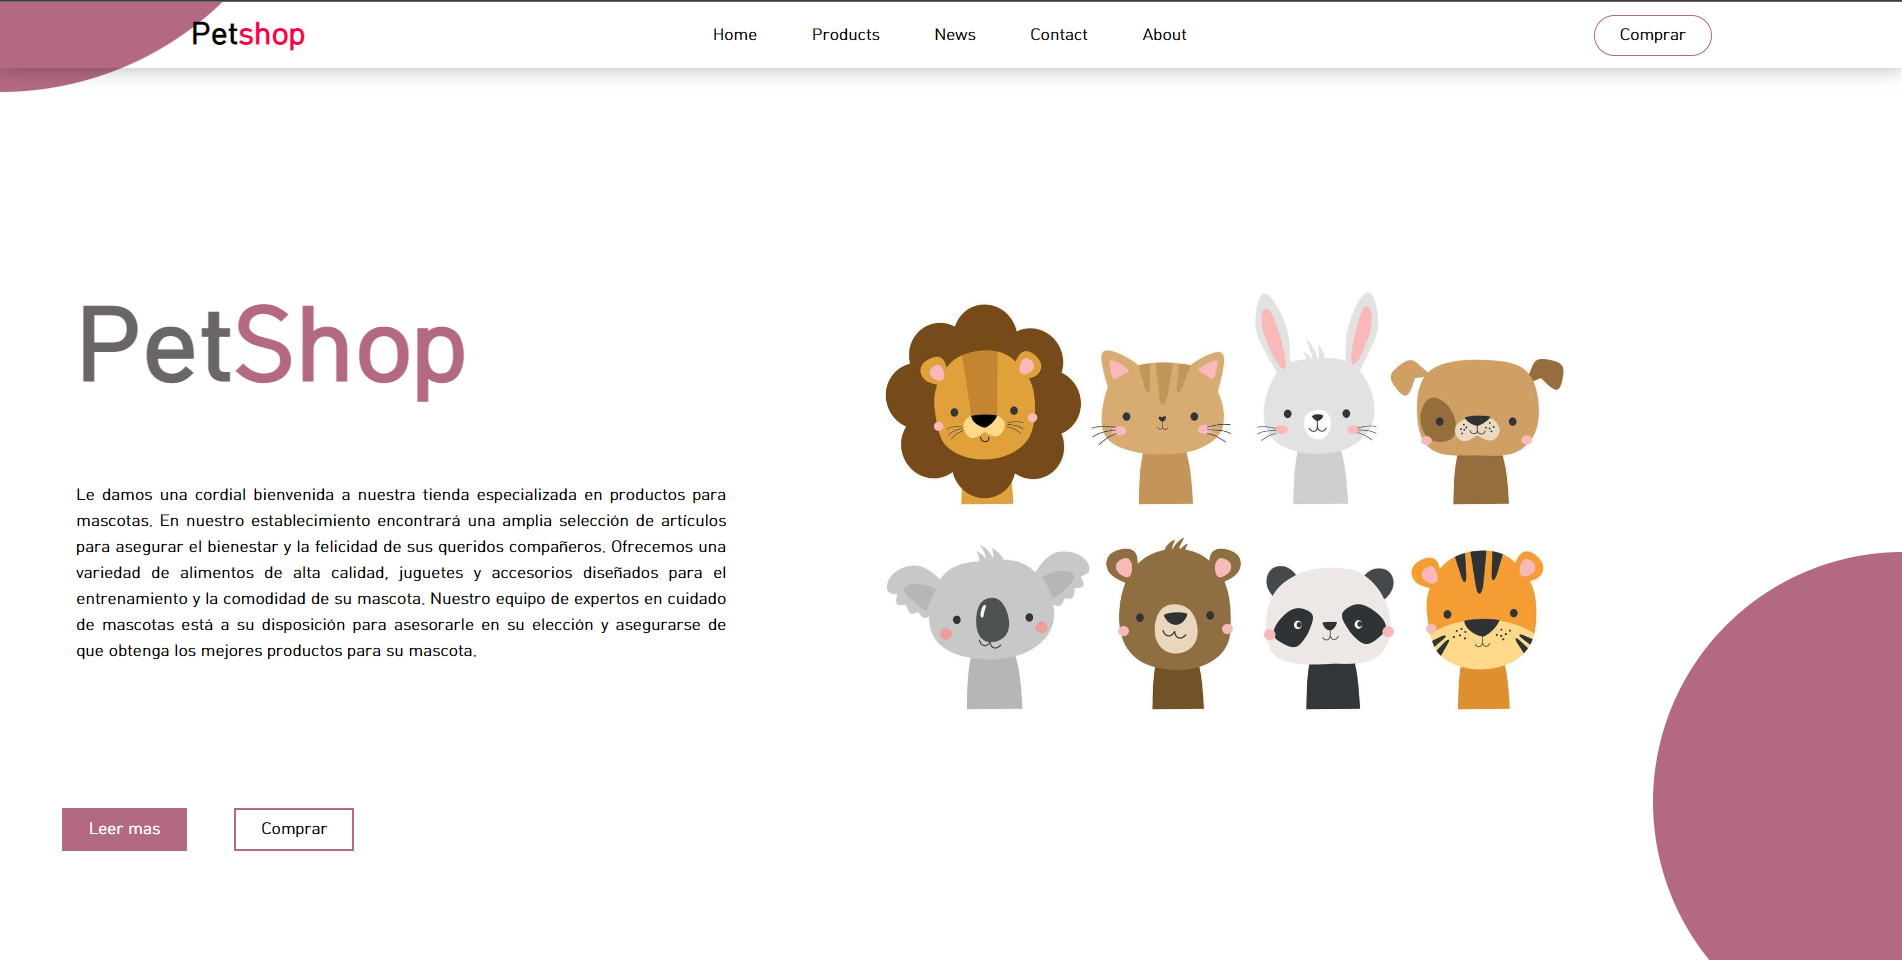 Petshop
Home
Products
News
Contact
About
Comprar
PetShop
Le damos una cordial bienvenida a nuestra tienda especializada en productos para
mascotas. En nuestro establecimiento encontrará una amplia selección de artículos
para asegurar el bienestar y la felicidad de sus queridos compañeros. Ofrecemos una
variedad de alimentos de alta calidad, juguetes y accesorios diseñados para el
entrenamiento y la comodidad de su mascota. Nuestro equipo de expertos en cuidado
de mascotas está a su disposición para asesorarle en su elección y asegurarse de
que obtenga los mejores productos para su mascota.
Leer mas
Comprar